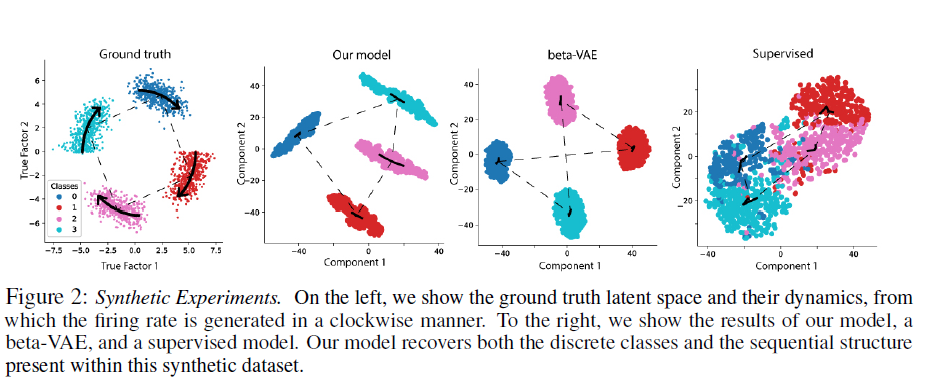 Ground truth
Our model
beta-VAE
Supervised
True Factor 2
6
4
2
0
−2
−4
−6
Classes
0
1
2
3
−7.5 −5.0 −2.5 0.0 2.5 5.0 7.5
True Factor 1
Component 2
40
20
0
−20
−40
−40 0 20 40
Component 1
Component 2
40
20
0
−20
−40
−40 0 40
Component 1
Component 2
20
0
20
−40 0 40
Component 1
Figure 2: Synthetic Experiments. On the left, we show the ground truth latent space and their dynamics, from
which the firing rate is generated in a clockwise manner. To the right, we show the results of our model, a
beta-VAE, and a supervised model. Our model recovers both the discrete classes and the sequential structure
present within this synthetic dataset.